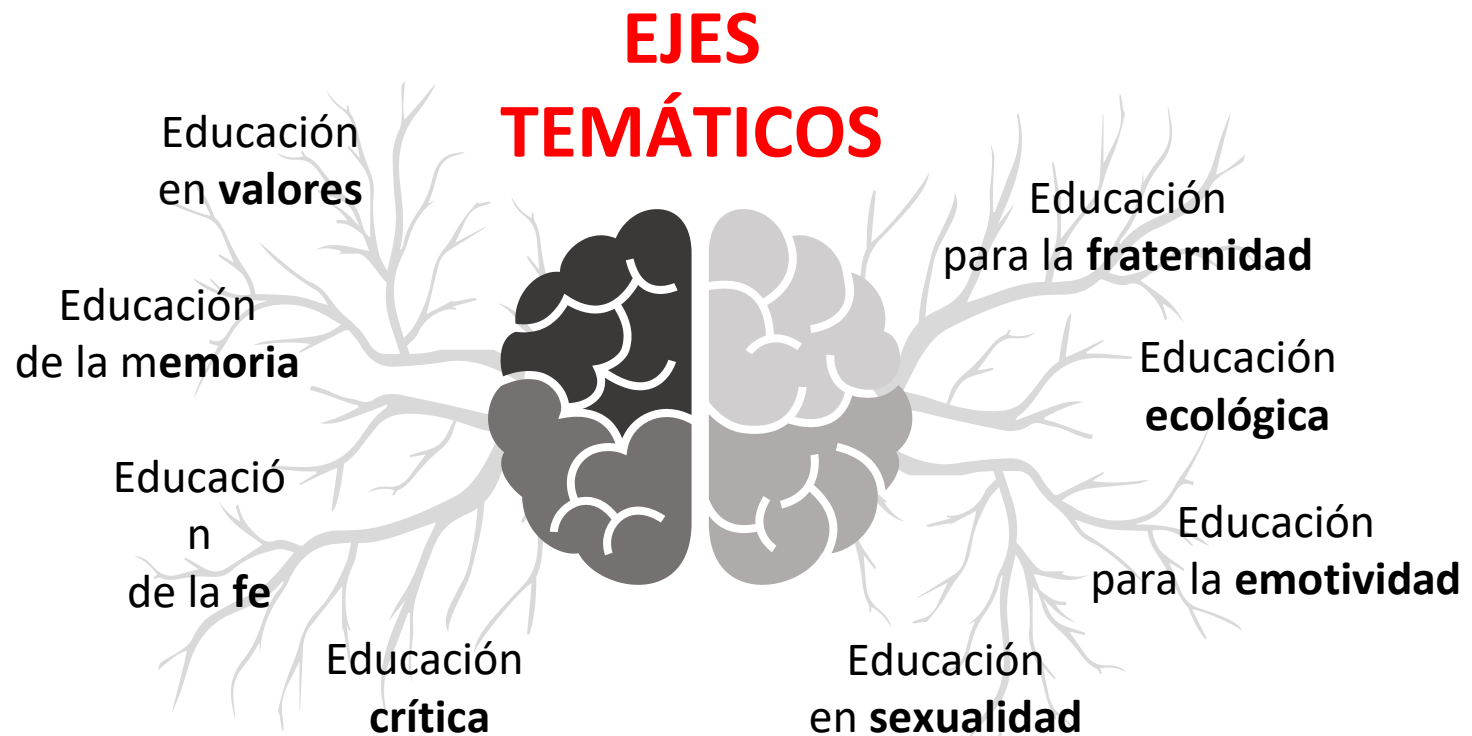 EJES
TEMÁTICOS
Educación
en valores
Educación
de la memoria
Educació
n
de la fe
Educación
crítica
Educación
para la fraternidad
Educación
ecológica
Educación
para la emotividad
Educación
en sexualidad